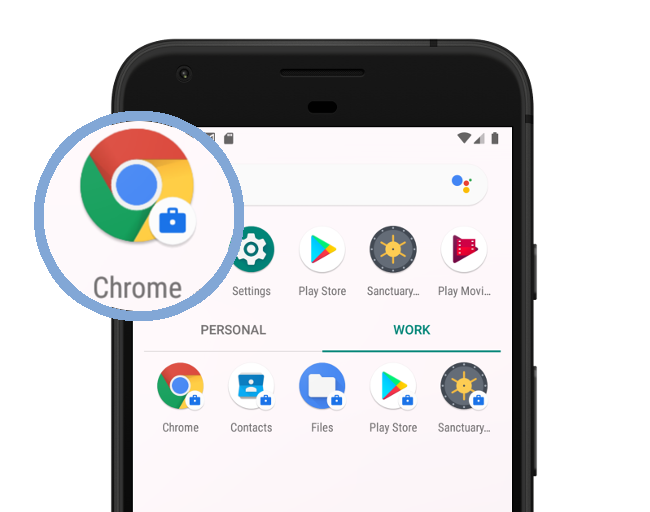 Chrome
Settings
Play Store
Sanctuary...
Play Movi...
PERSONAL
WORK
Chrome
Contacts
Files
Play Store
Sanctuary...